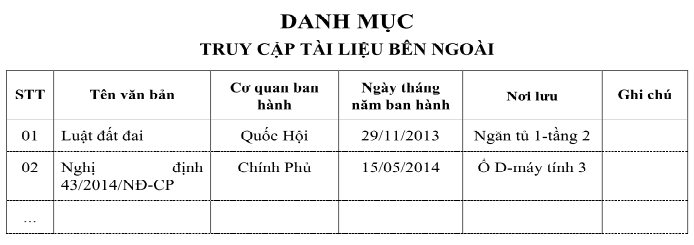 DANH MỤC
TRUY CẬP TÀI LIỆU BÊN NGOÀI
STT Tên văn bản Cơ quan ban hành Ngày tháng năm ban hành Nơi lưu Ghi chú
01 Luật đất đai Quốc Hội 29/11/2013 Ngăn tủ 1-tầng 2
02 Nghị định 43/2014/NĐ-CP Chính Phủ 15/05/2014 Ổ D-máy tính 3
...